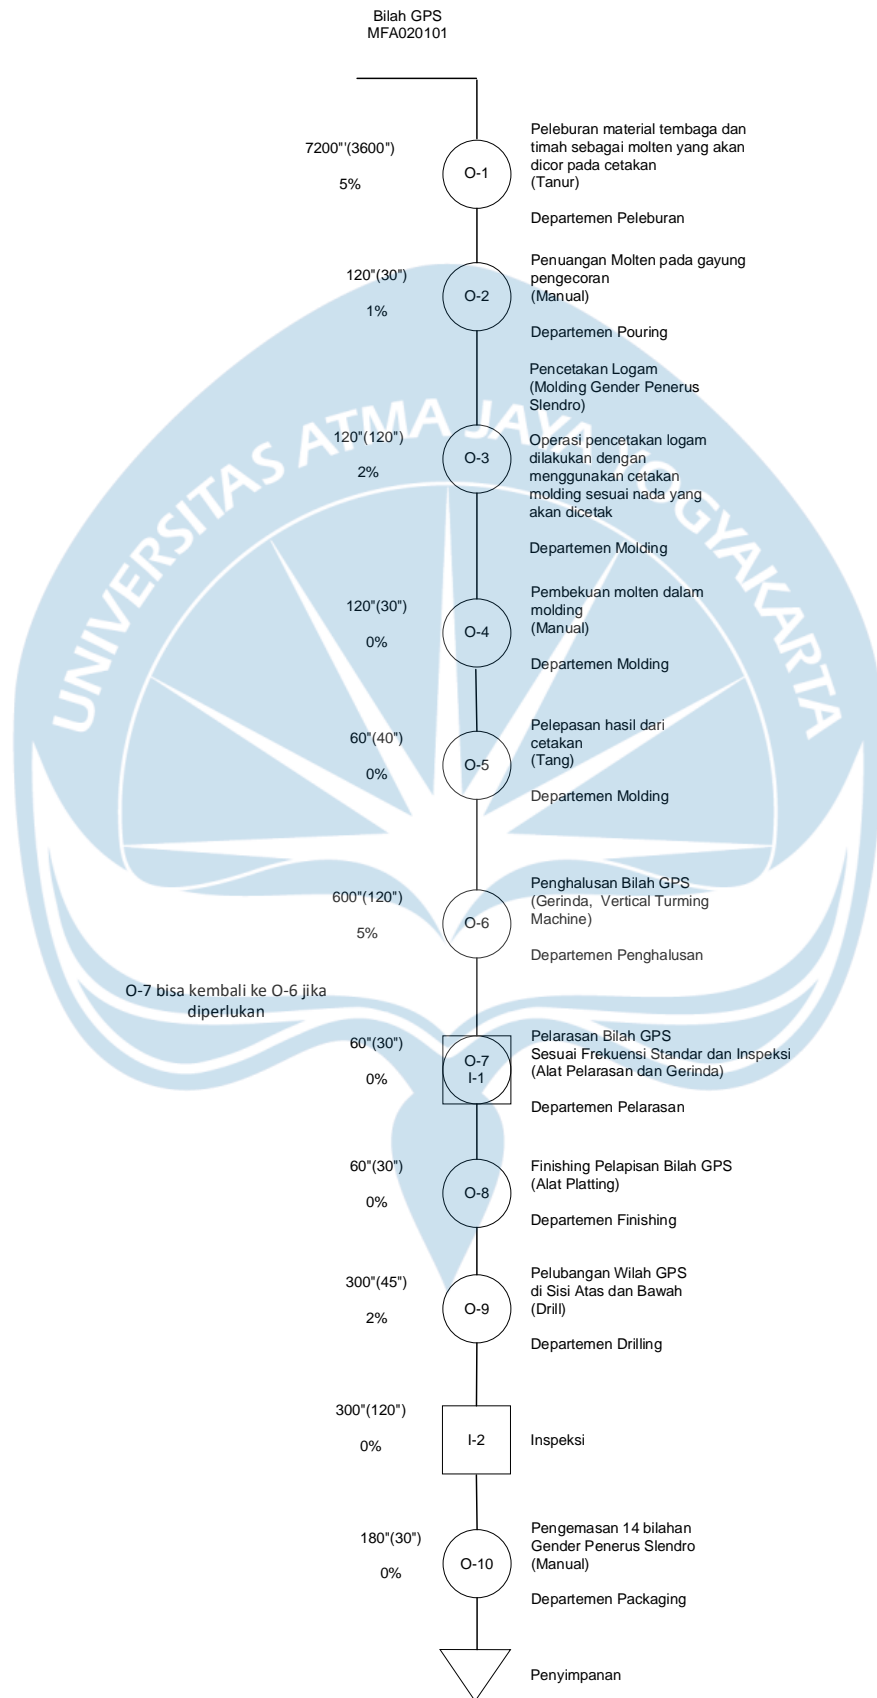 Bilah GPS
MFA020101
7200"'(3600")
5%
O-1
Peleburan material tembaga dan
timah sebagai molten yang akan
dicor pada cetakan
(Tanur)
Departemen Peleburan
120"(30")
1%
O-2
Penuangan Molten pada gayung
pengecoran
(Manual)
Departemen Pouring
UNIVERSITAS ATMA JAYA YOGYAKARTA
120"(120")
2%
O-3
Pencetakan Logam
(Molding Gender Penerus
Slendro)
Operasi pencetakan logam
dilakukan dengan
menggunakan cetakan
molding sesuai nada yang
akan dicetak
Departemen Molding
120"(30")
0%
O-4
Pembekuan molten dalam
molding
(Manual)
Departemen Molding
60"(40")
0%
O-5
Pelepasan hasil dari
cetakan
(Tang)
Departemen Molding
600"(120")
5%
O-6
Penghalusan Bilah GPS
(Gerinda,  Vertical Turming
Machine)
Departemen Penghalusan
O-7 bisa kembali ke O-6 jika
diperlukan
60"(30")
0%
O-7
I-1
Pelarasan Bilah GPS
Sesuai Frekuensi Standar dan Inspeksi
(Alat Pelarasan dan Gerinda)
Departemen Pelarasan
60"(30")
0%
O-8
Finishing Pelapisan Bilah GPS
(Alat Platting)
Departemen Finishing
300"(45")
2%
O-9
Pelubangan Wilah GPS
di Sisi Atas dan Bawah
(Drill)
Departemen Drilling
300"(120")
0%
I-2
Inspeksi
180"(30")
0%
O-10
Pengemasan 14 bilahan
Gender Penerus Slendro
(Manual)
Departemen Packaging
Penyimpanan